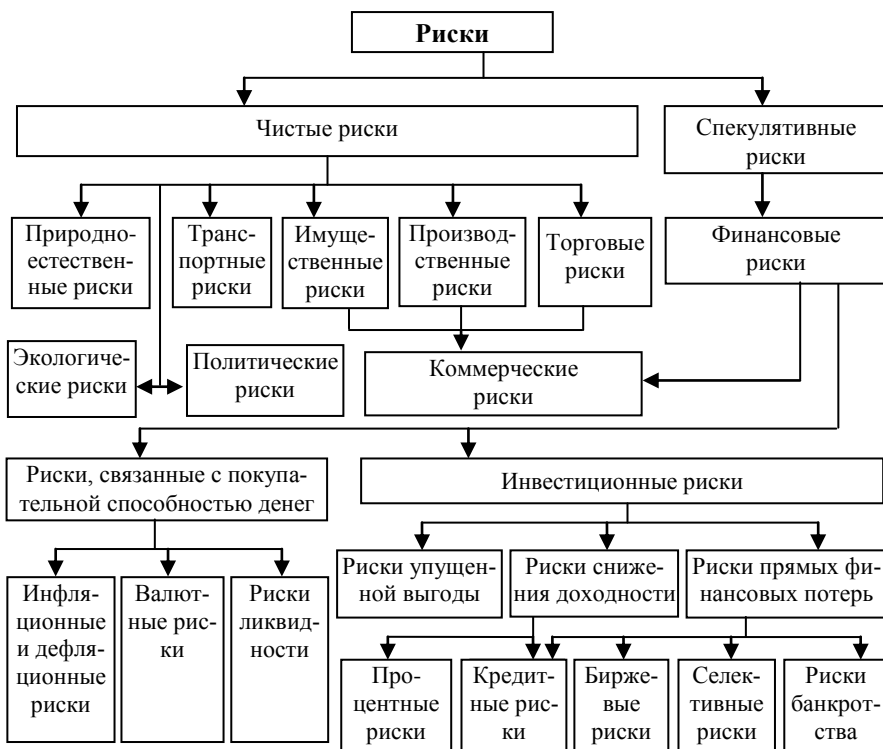 Риски
Чистые риски
Спекулятивные
риски
Природно-
естествен-
ные риски
Транс-
портные
риски
Имуще-
ственные
риски
Производ-
ственные
риски
Торговые
риски
Финансовые
риски
Экологиче-
ские риски
Политические
риски
Коммерческие
риски
Риски, связанные с покупа-
тельной способностью денег
Инвестиционные риски
Риски упущен-
ной выгоды
Риски сниже-
ния доходности
Риски прямых фи-
нансовых потерь
Инфля-
ционные
и дефля-
ционные
риски
Валют-
ные рис-
ки
Риски
ликвид-
ности
Про-
центные
риски
Кредит-
ные рис-
ки
Бирже-
вые
риски
Селек-
тивные
риски
Риски
банкрот-
ства